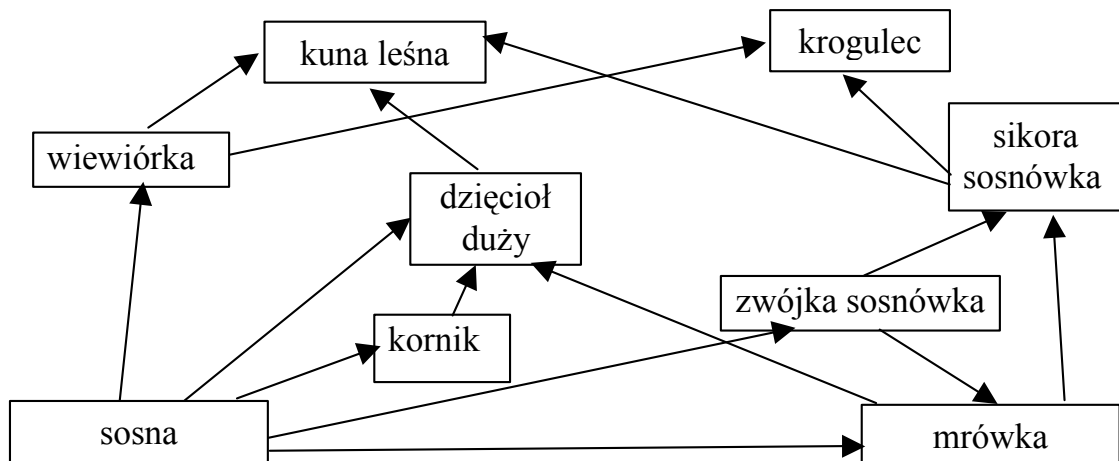 kuna leśna
krogulec
wiewiórka
sikora
sosnówka
dzięcioł
duży
zwójka sosnówka
kornik
sosna
mrówka